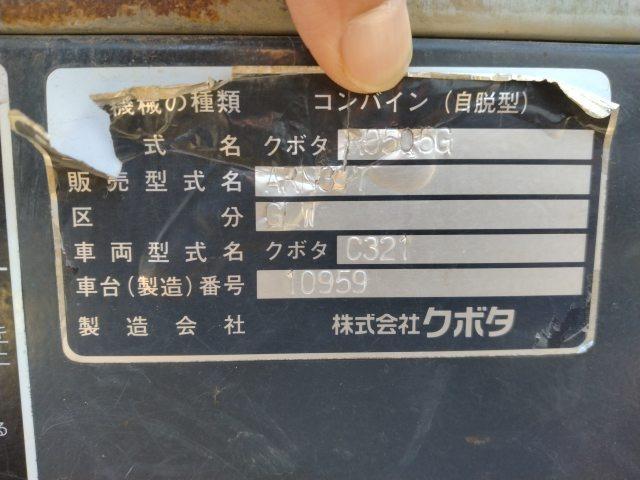 機械の種類 コンバイン (自脱型)
式名 クボタ R0505G
販売型式名
区分 G W
車両型式名 クボタ C321
車台(製造)番号 10959
製造会社 株式会社クボタ
る